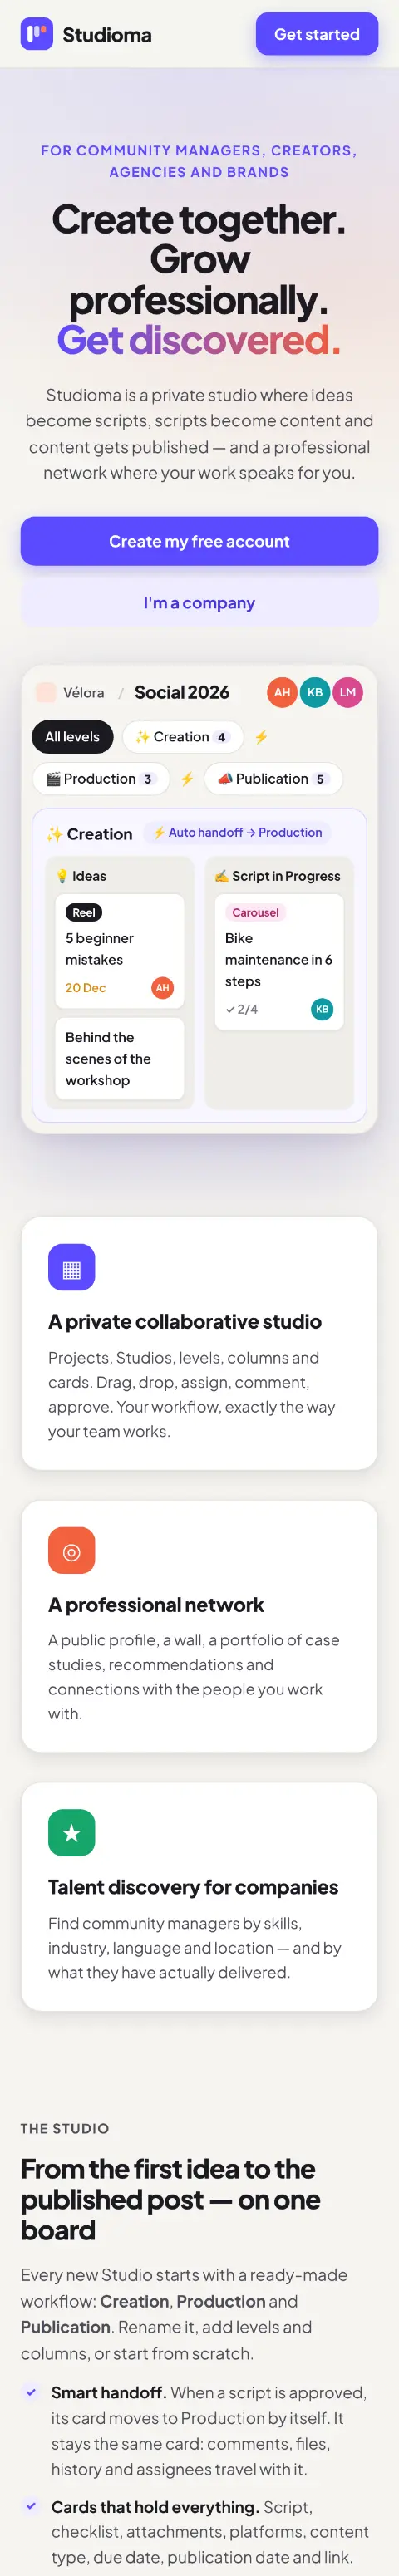 Studioma
Get started
FOR COMMUNITY MANAGERS, CREATORS,
AGENCIES AND BRANDS
Create together.
Grow
professionally.
Get discovered.
Studioma is a private studio where ideas
become scripts, scripts become content and
content gets published — and a professional
network where your work speaks for you.
Create my free account
I'm a company
Vélora / Social 2026
AH KB LM
All levels
✨ Creation 4 ⚡
🎬 Production 3 ⚡ 📣 Publication 5
✨ Creation ⚡ Auto handoff → Production
💡 Ideas
Reel
5 beginner
mistakes
20 Dec AH
Behind the
scenes of the
workshop
✍️ Script in Progress
Carousel
Bike
maintenance in 6
steps
✓ 2/4 KB
A private collaborative studio
Projects, Studios, levels, columns and
cards. Drag, drop, assign, comment,
approve. Your workflow, exactly the way
your team works.
A professional network
A public profile, a wall, a portfolio of case
studies, recommendations and
connections with the people you work
with.
Talent discovery for companies
Find community managers by skills,
industry, language and location — and by
what they have actually delivered.
THE STUDIO
From the first idea to the
published post — on one
board
Every new Studio starts with a ready-made
workflow: Creation, Production and
Publication. Rename it, add levels and
columns, or start from scratch.
✓ Smart handoff. When a script is approved,
its card moves to Production by itself. It
stays the same card: comments, files,
history and assignees travel with it.
✓ Cards that hold everything. Script,
checklist, attachments, platforms, content
type, due date, publication date and link.